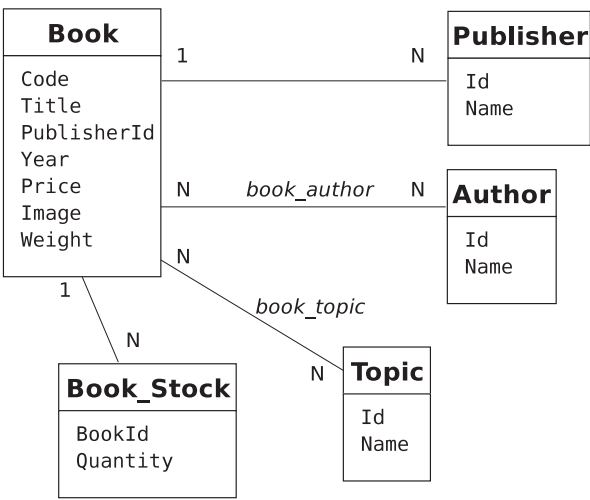 Book
Code
Title
PublisherId
Year
Price
Image
Weight
1
N
Publisher
Id
Name
N
book_author
N
Author
Id
Name
N
book_topic
N
Topic
Id
Name
1
N
Book_Stock
BookId
Quantity